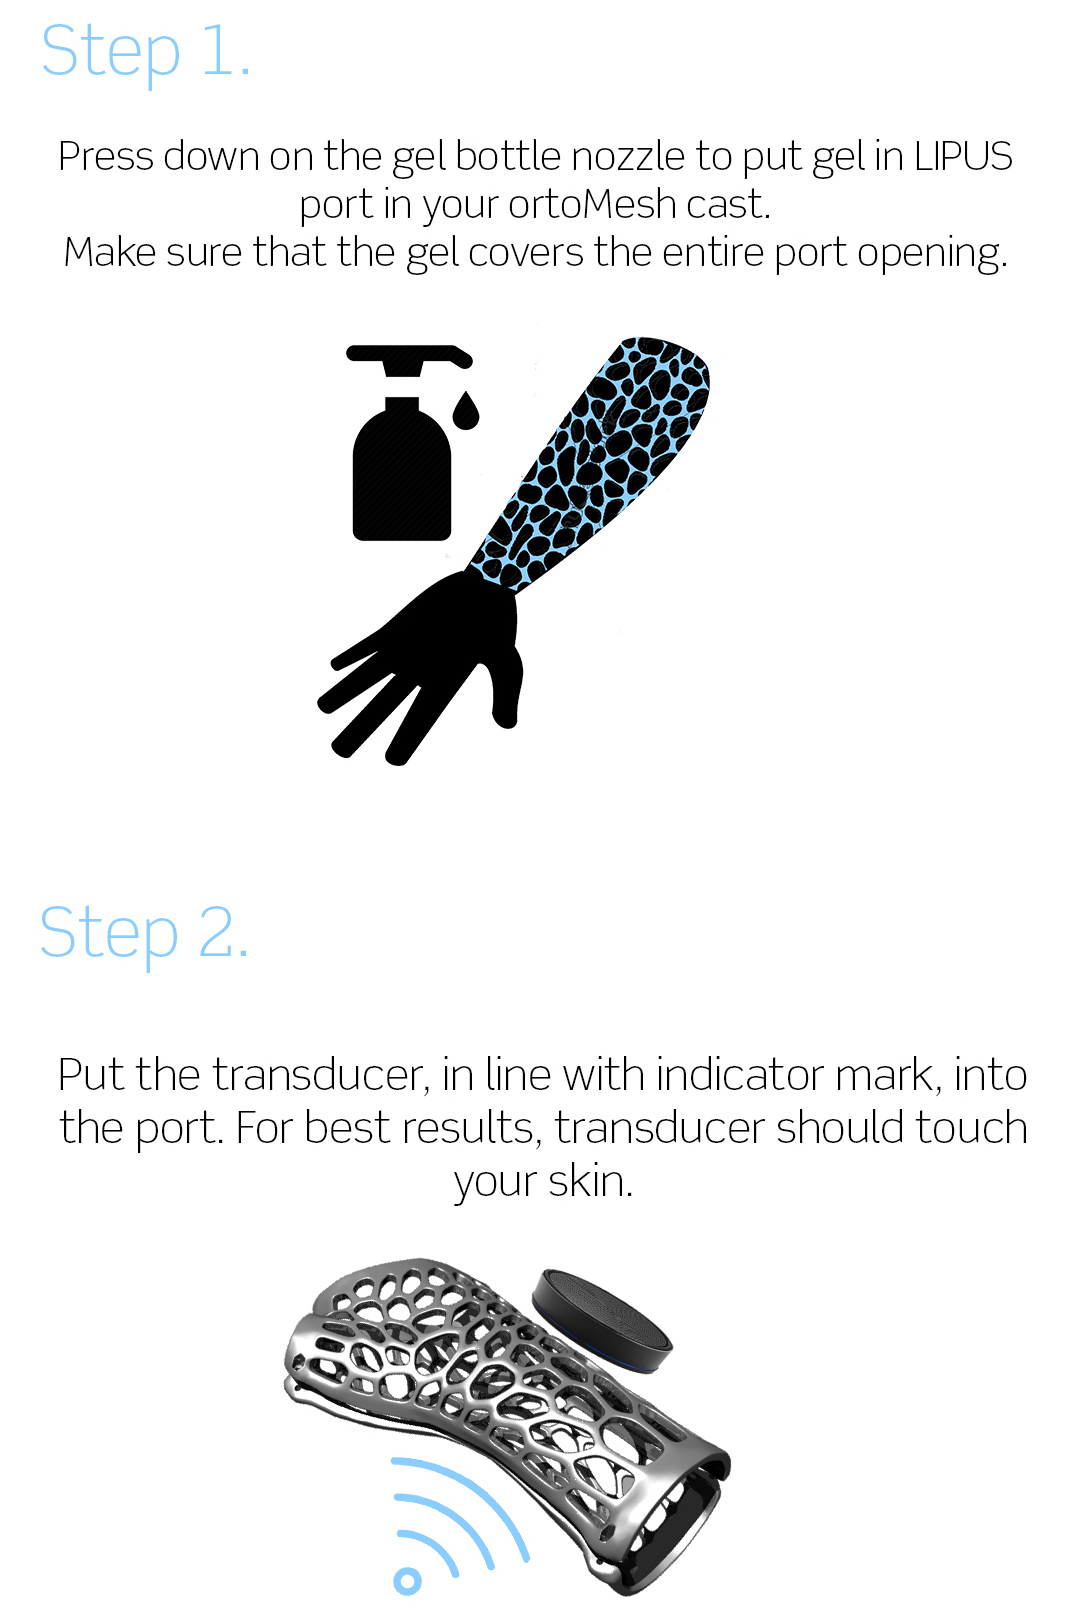 Step 1.
Press down on the gel bottle nozzle to put gel in LIPUS
port in your ortoMesh cast.
Make sure that the gel covers the entire port opening.
Step 2.
Put the transducer, in line with indicator mark, into
the port. For best results, transducer should touch
your skin.